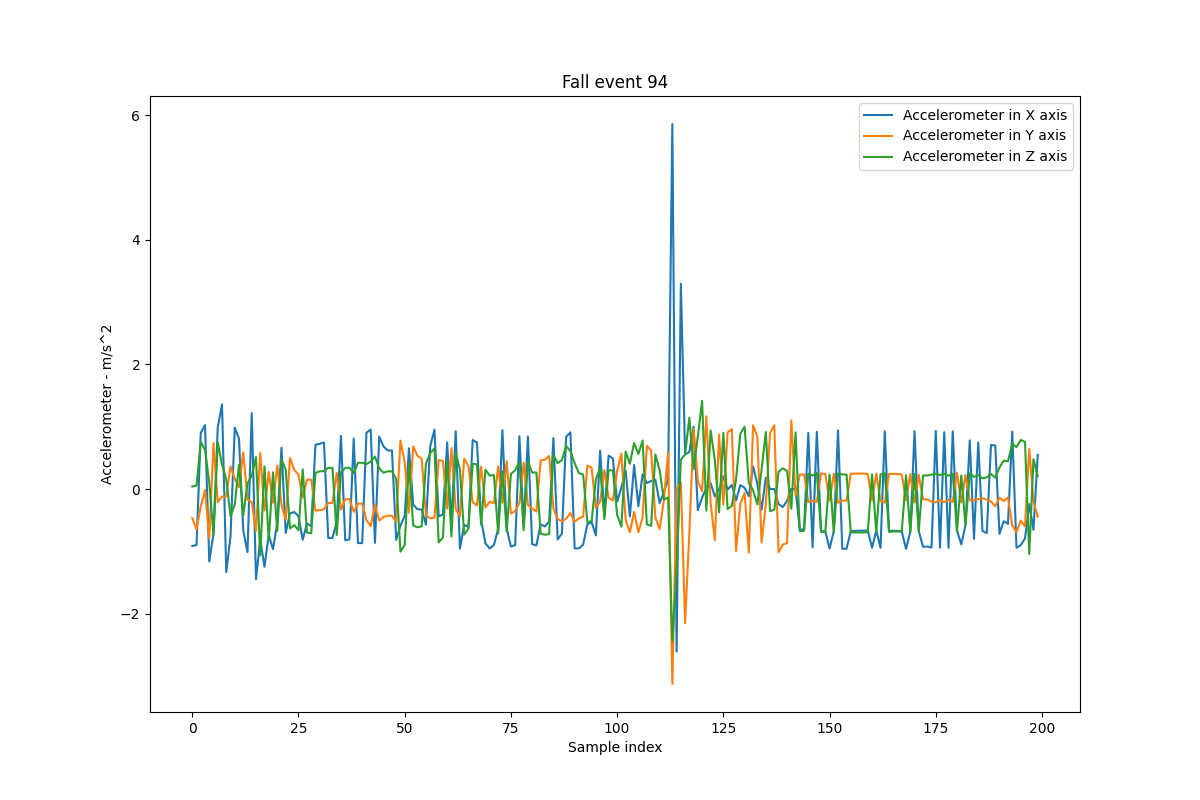 Fall event 94
Accelerometer in X axis
Accelerometer in Y axis
Accelerometer in Z axis
6
4
2
0
−2
Accelerometer - m/s^2
0 25 50 75 100 125 150 175 200
Sample index